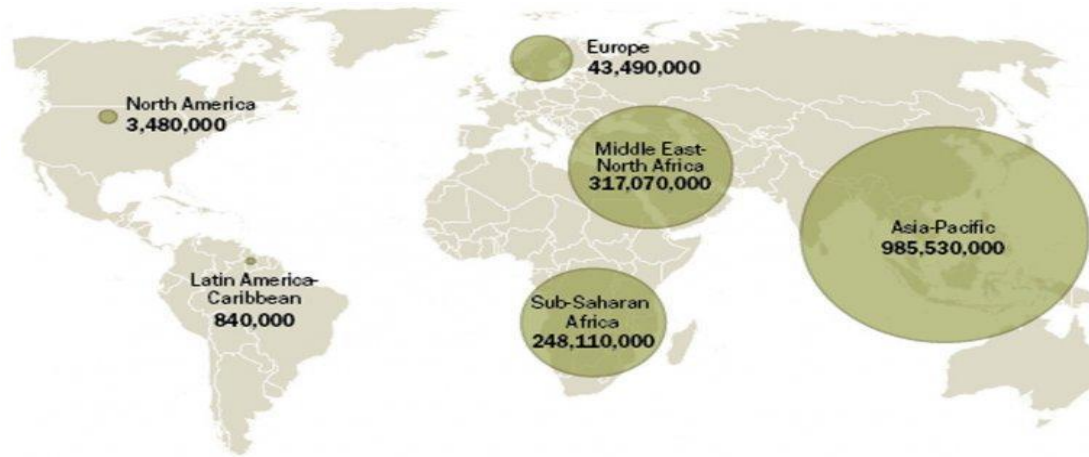 Europe
43,490,000
North America
3,480,000
Middle East-
North Africa
317,070,000
Asia-Pacific
985,530,000
Latin America-
Caribbean
840,000
Sub-Saharan
Africa
248,110,000